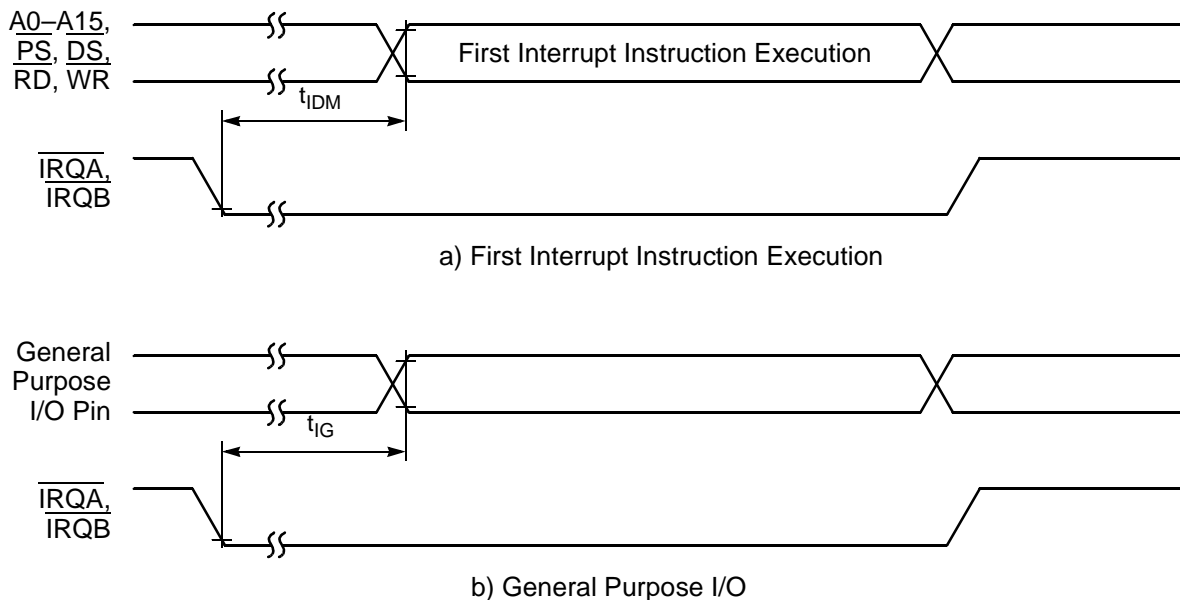 A0–A15,
PS, DS,
RD, WR
First Interrupt Instruction Execution
tIDM
IRQA,
IRQB
a) First Interrupt Instruction Execution
General
Purpose
I/O Pin
tIG
IRQA,
IRQB
b) General Purpose I/O